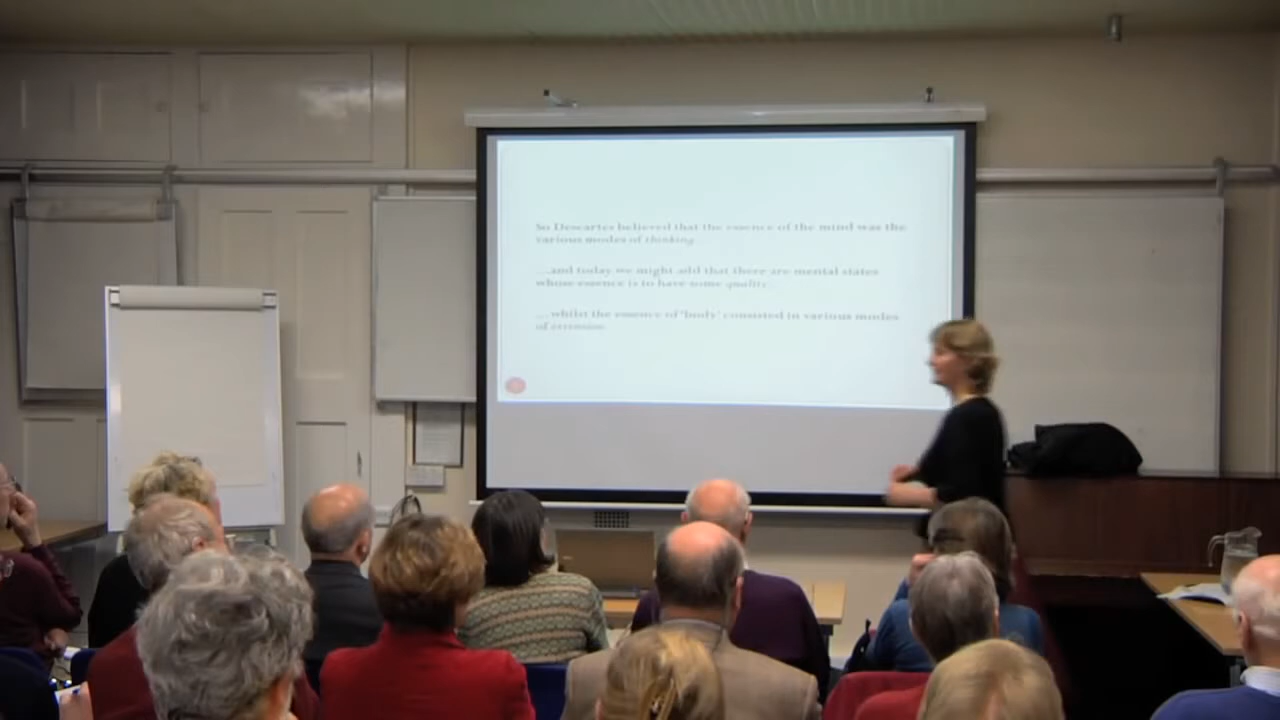 So Descartes believed that the essence of the mind was the
various modes of thinking
…and today we might add that there are mental states
whose essence is to have some quality.
… whilst the essence of 'body' consisted in various modes
of extension